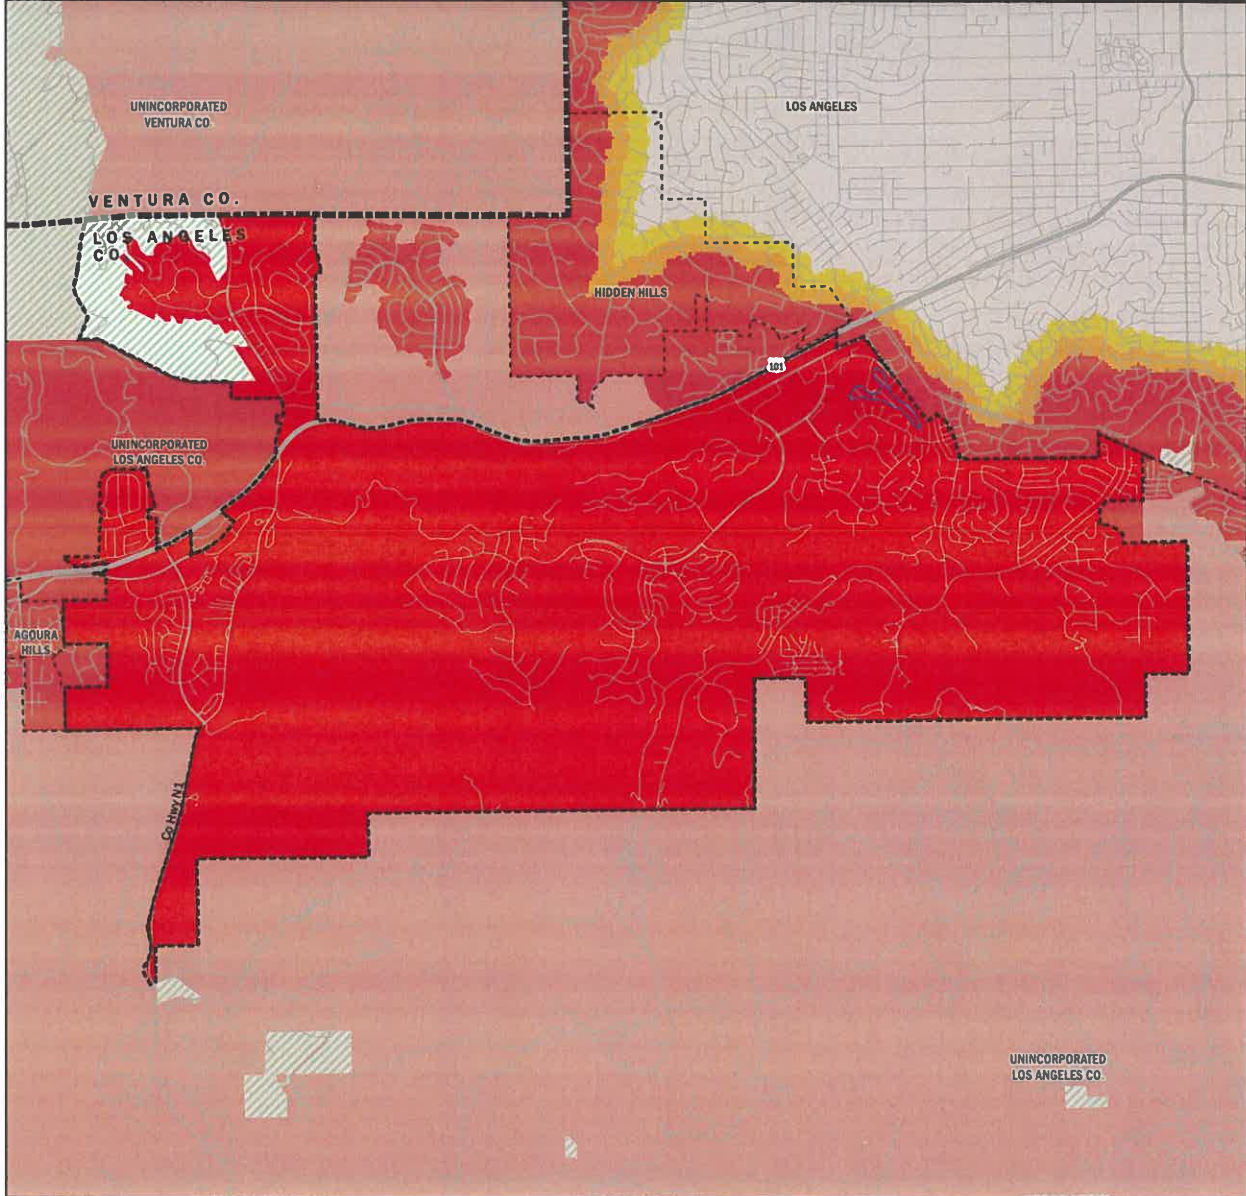 UNINCORPORATED
VENTURA CO.
LOS ANGELES
VENTURA CO.
LOS ANGELES
CO.
HIDDEN HILLS
101
UNINCORPORATED
LOS ANGELES CO.
AGOURA
HILLS
Co Hwy N1
UNINCORPORATED
LOS ANGELES CO.